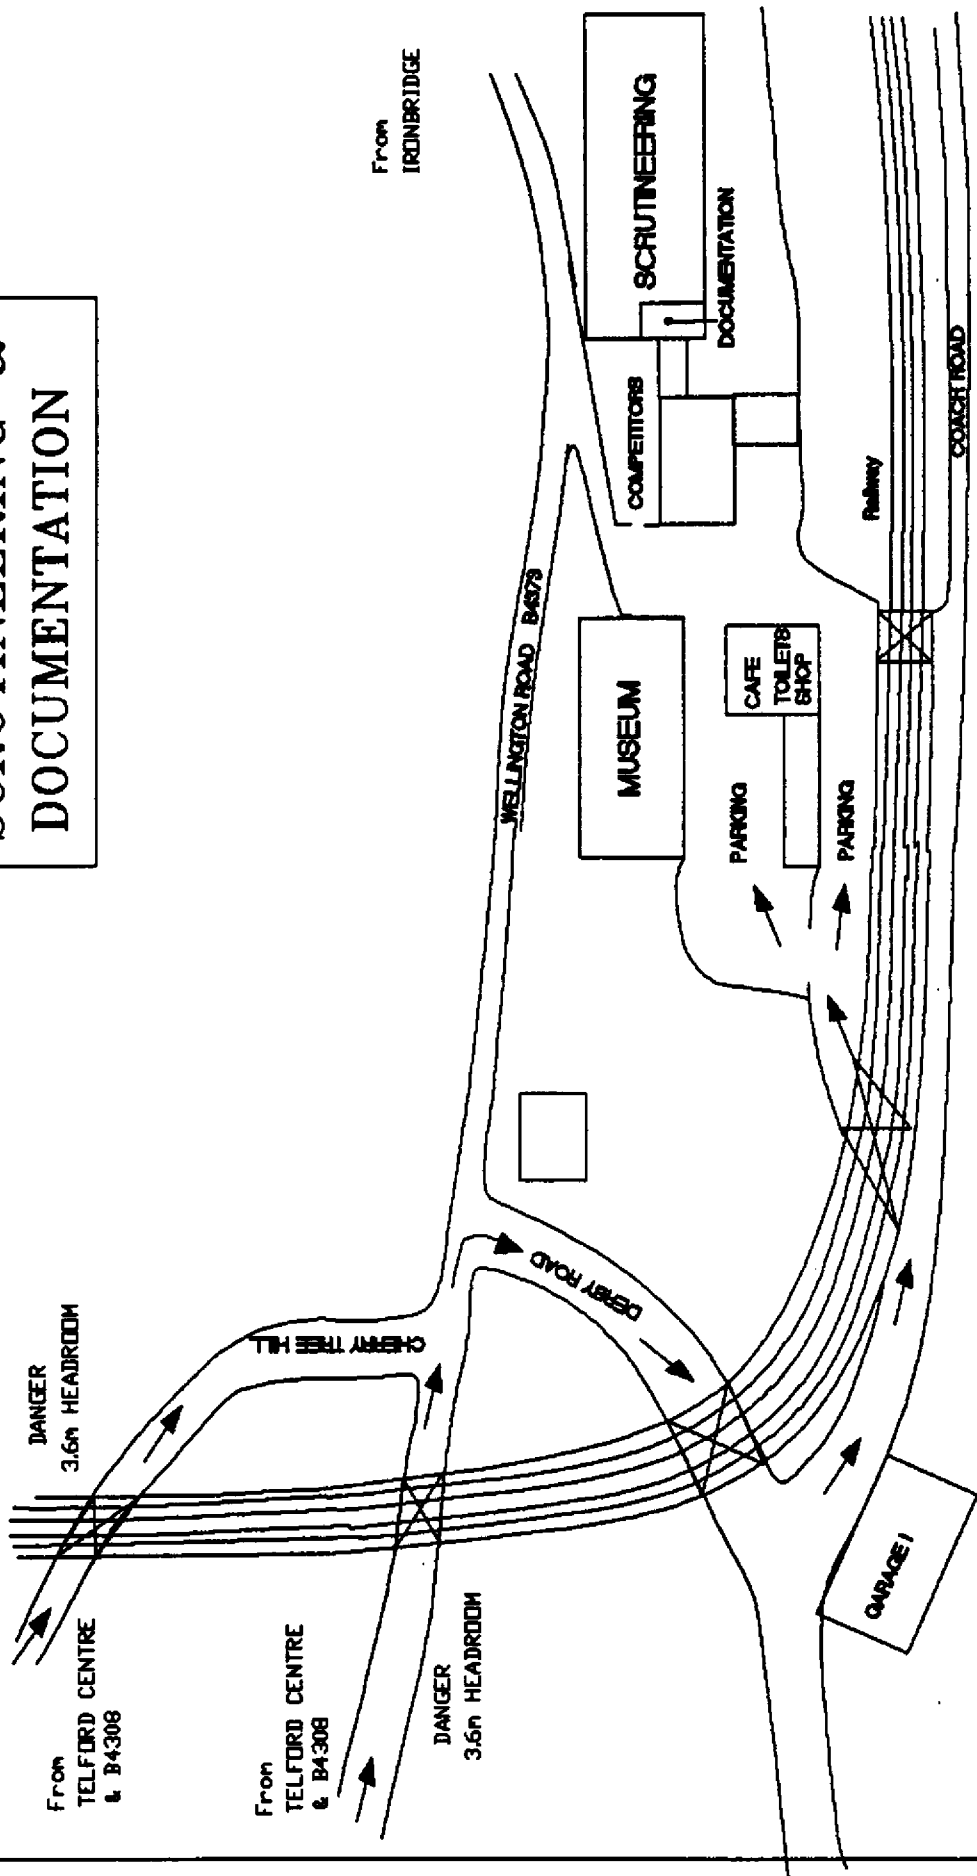 DOCUMENTATION
From
TELFORD CENTRE
& B4308
DANGER
3.6m HEADROOM
From
TELFORD CENTRE
& B4308
DANGER
3.6m HEADROOM
CHERRY TREE HILL
DERBY ROAD
WELLINGTON ROAD B4379
From
IRONBRIDGE
MUSEUM
COMPETITORS
SCRUTINEERING
DOCUMENTATION
PARKING
CAFE
TOILETS
SHOP
PARKING
Railway
COACH ROAD
GARAGE